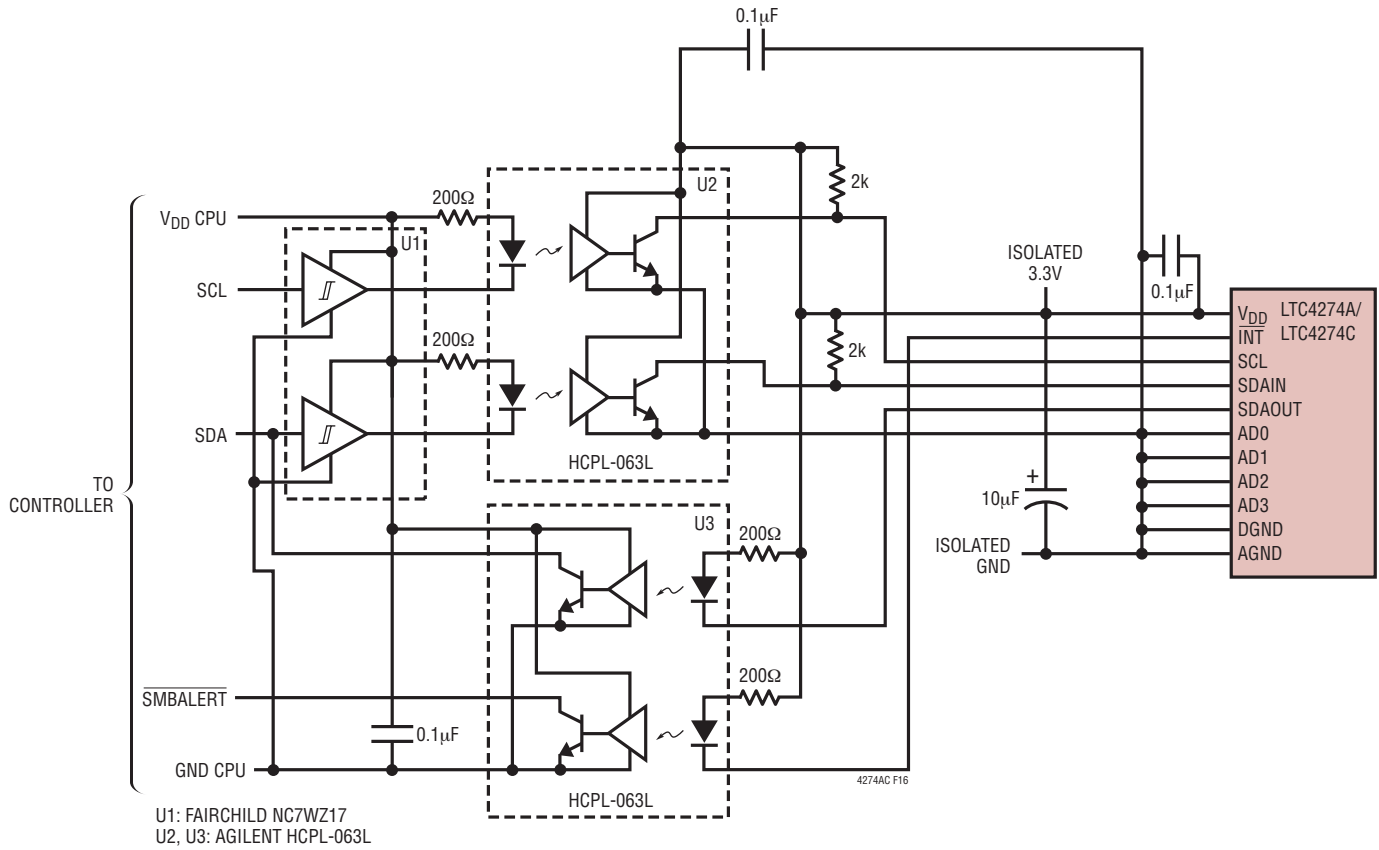 0.1µF
U2
2k
200Ω
VDD CPU
U1
ISOLATED
3.3V
0.1µF
SCL
VDD
LTC4274A/
INT
LTC4274C
200Ω
2k
SCL
SDAIN
SDAOUT
SDA
AD0
HCPL-063L
AD1
TO
CONTROLLER
AD2
+
10µF
AD3
U3
DGND
200Ω
ISOLATED
GND
AGND
200Ω
SMBALERT
0.1µF
GND CPU
4274AC F16
HCPL-063L
U1: FAIRCHILD NC7WZ17
U2, U3: AGILENT HCPL-063L